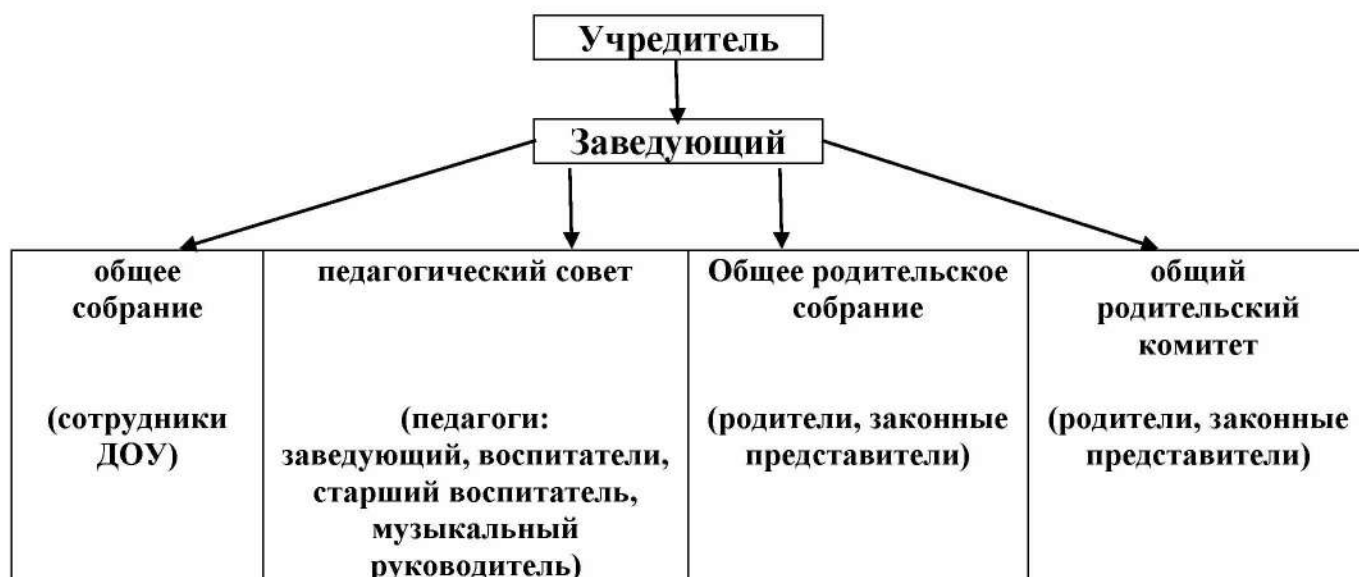 Учредитель
Заведующий
общее
собрание
(сотрудники
ДОУ)
педагогический совет
(педагоги:
заведующий, воспитатели,
старший воспитатель,
музыкальный
руководитель)
Общее родительское
собрание
(родители, законные
представители)
общий
родительский
комитет
(родители, законные
представители)